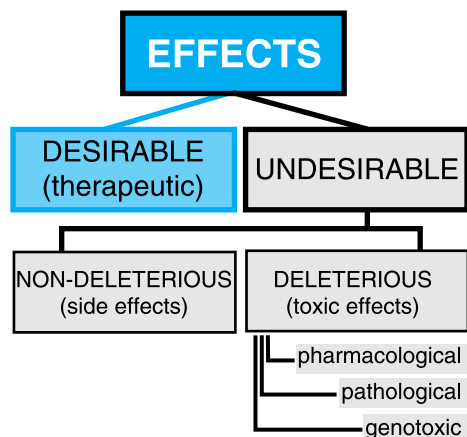 EFFECTS
DESIRABLE
(therapeutic)
UNDESIRABLE
NON-DELETERIOUS
(side effects)
DELETERIOUS
(toxic effects)
pharmacological
pathological
genotoxic